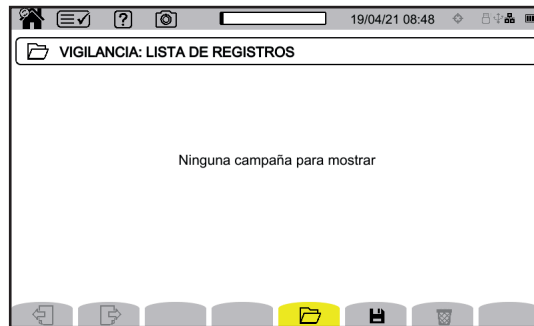 19/04/21 08:48
VIGILANCIA: LISTA DE REGISTROS
Ninguna campaña para mostrar